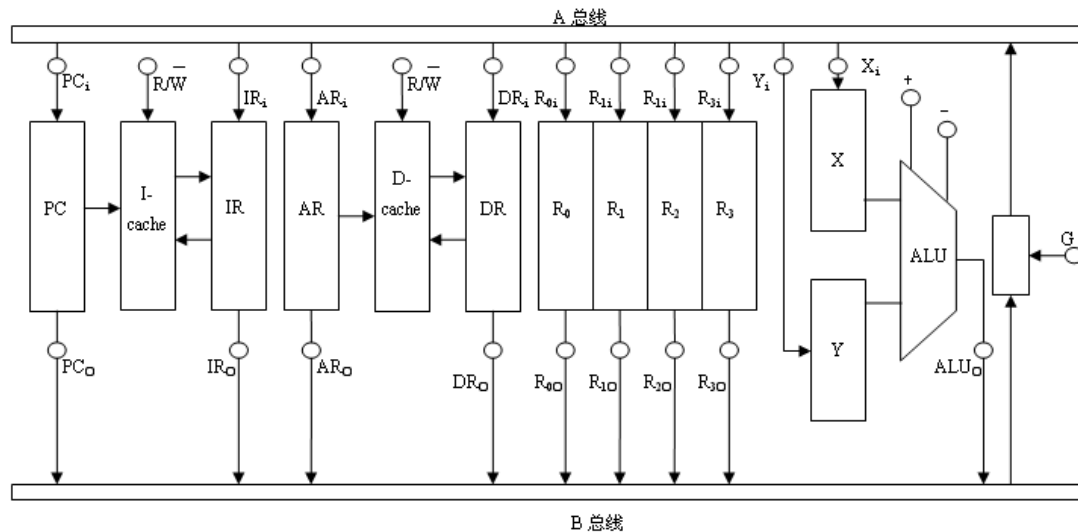 A 总线
PCᵢ
R/W̅
IRᵢ
ARᵢ
R/W̅
DRᵢ
R₀ᵢ
R₁ᵢ
R₁ᵢ
R₃ᵢ
Yᵢ
Xᵢ
+
−
PC
I-
cache
IR
AR
D-
cache
DR
R₀
R₁
R₂
R₃
X
Y
ALU
G
PCₒ
IRₒ
ARₒ
DRₒ
R₀ₒ
R₁ₒ
R₂ₒ
R₃ₒ
ALUₒ
B 总线